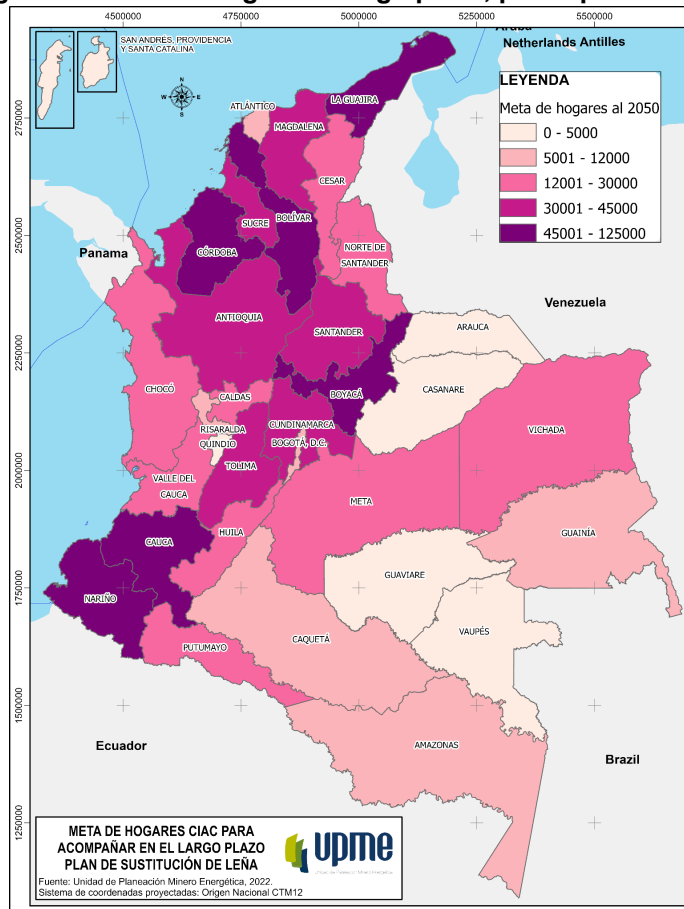 4500000 4750000 5000000 5250000 5500000
SAN ANDRÉS, PROVIDENCIA
Y SANTA CATALINA
Netherlands Antilles
N
W E
S
LEYENDA
Meta de hogares al 2050
0 - 5000
5001 - 12000
12001 - 30000
30001 - 45000
45001 - 125000
2750000
2500000
2250000
2000000
1750000
1500000
1250000
LA GUAJIRA
ATLÁNTICO
MAGDALENA
CESAR
BOLÍVAR
SUCRE
NORTE DE
SANTANDER
CÓRDOBA
Panama
Venezuela
ANTIOQUIA
SANTANDER
ARAUCA
CHOCÓ
CALDAS
BOYACÁ
CASANARE
RISARALDA
CUNDINAMARCA
VICHADA
QUINDIO
BOGOTÁ, D.C.
TOLIMA
VALLE DEL
CAUCA
META
HUILA
GUAINÍA
CAUCA
GUAVIARE
NARIÑO
VAUPÉS
CAQUETÁ
PUTUMAYO
AMAZONAS
Ecuador
Brazil
META DE HOGARES CIAC PARA
ACOMPAÑAR EN EL LARGO PLAZO
PLAN DE SUSTITUCIÓN DE LEÑA
upme
Fuente: Unidad de Planeación Minero Energética, 2022.
Sistema de coordenadas proyectadas: Origen Nacional CTM12